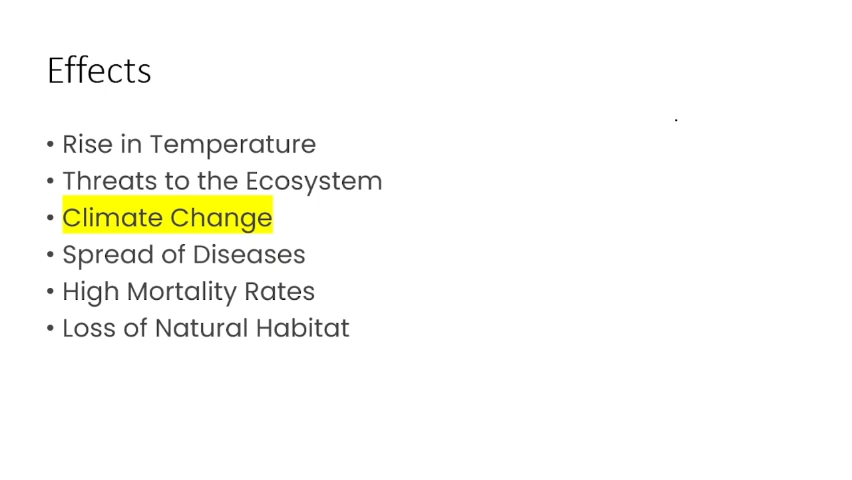 Effects
• Rise in Temperature
• Threats to the Ecosystem
• Climate Change
• Spread of Diseases
• High Mortality Rates
• Loss of Natural Habitat
.